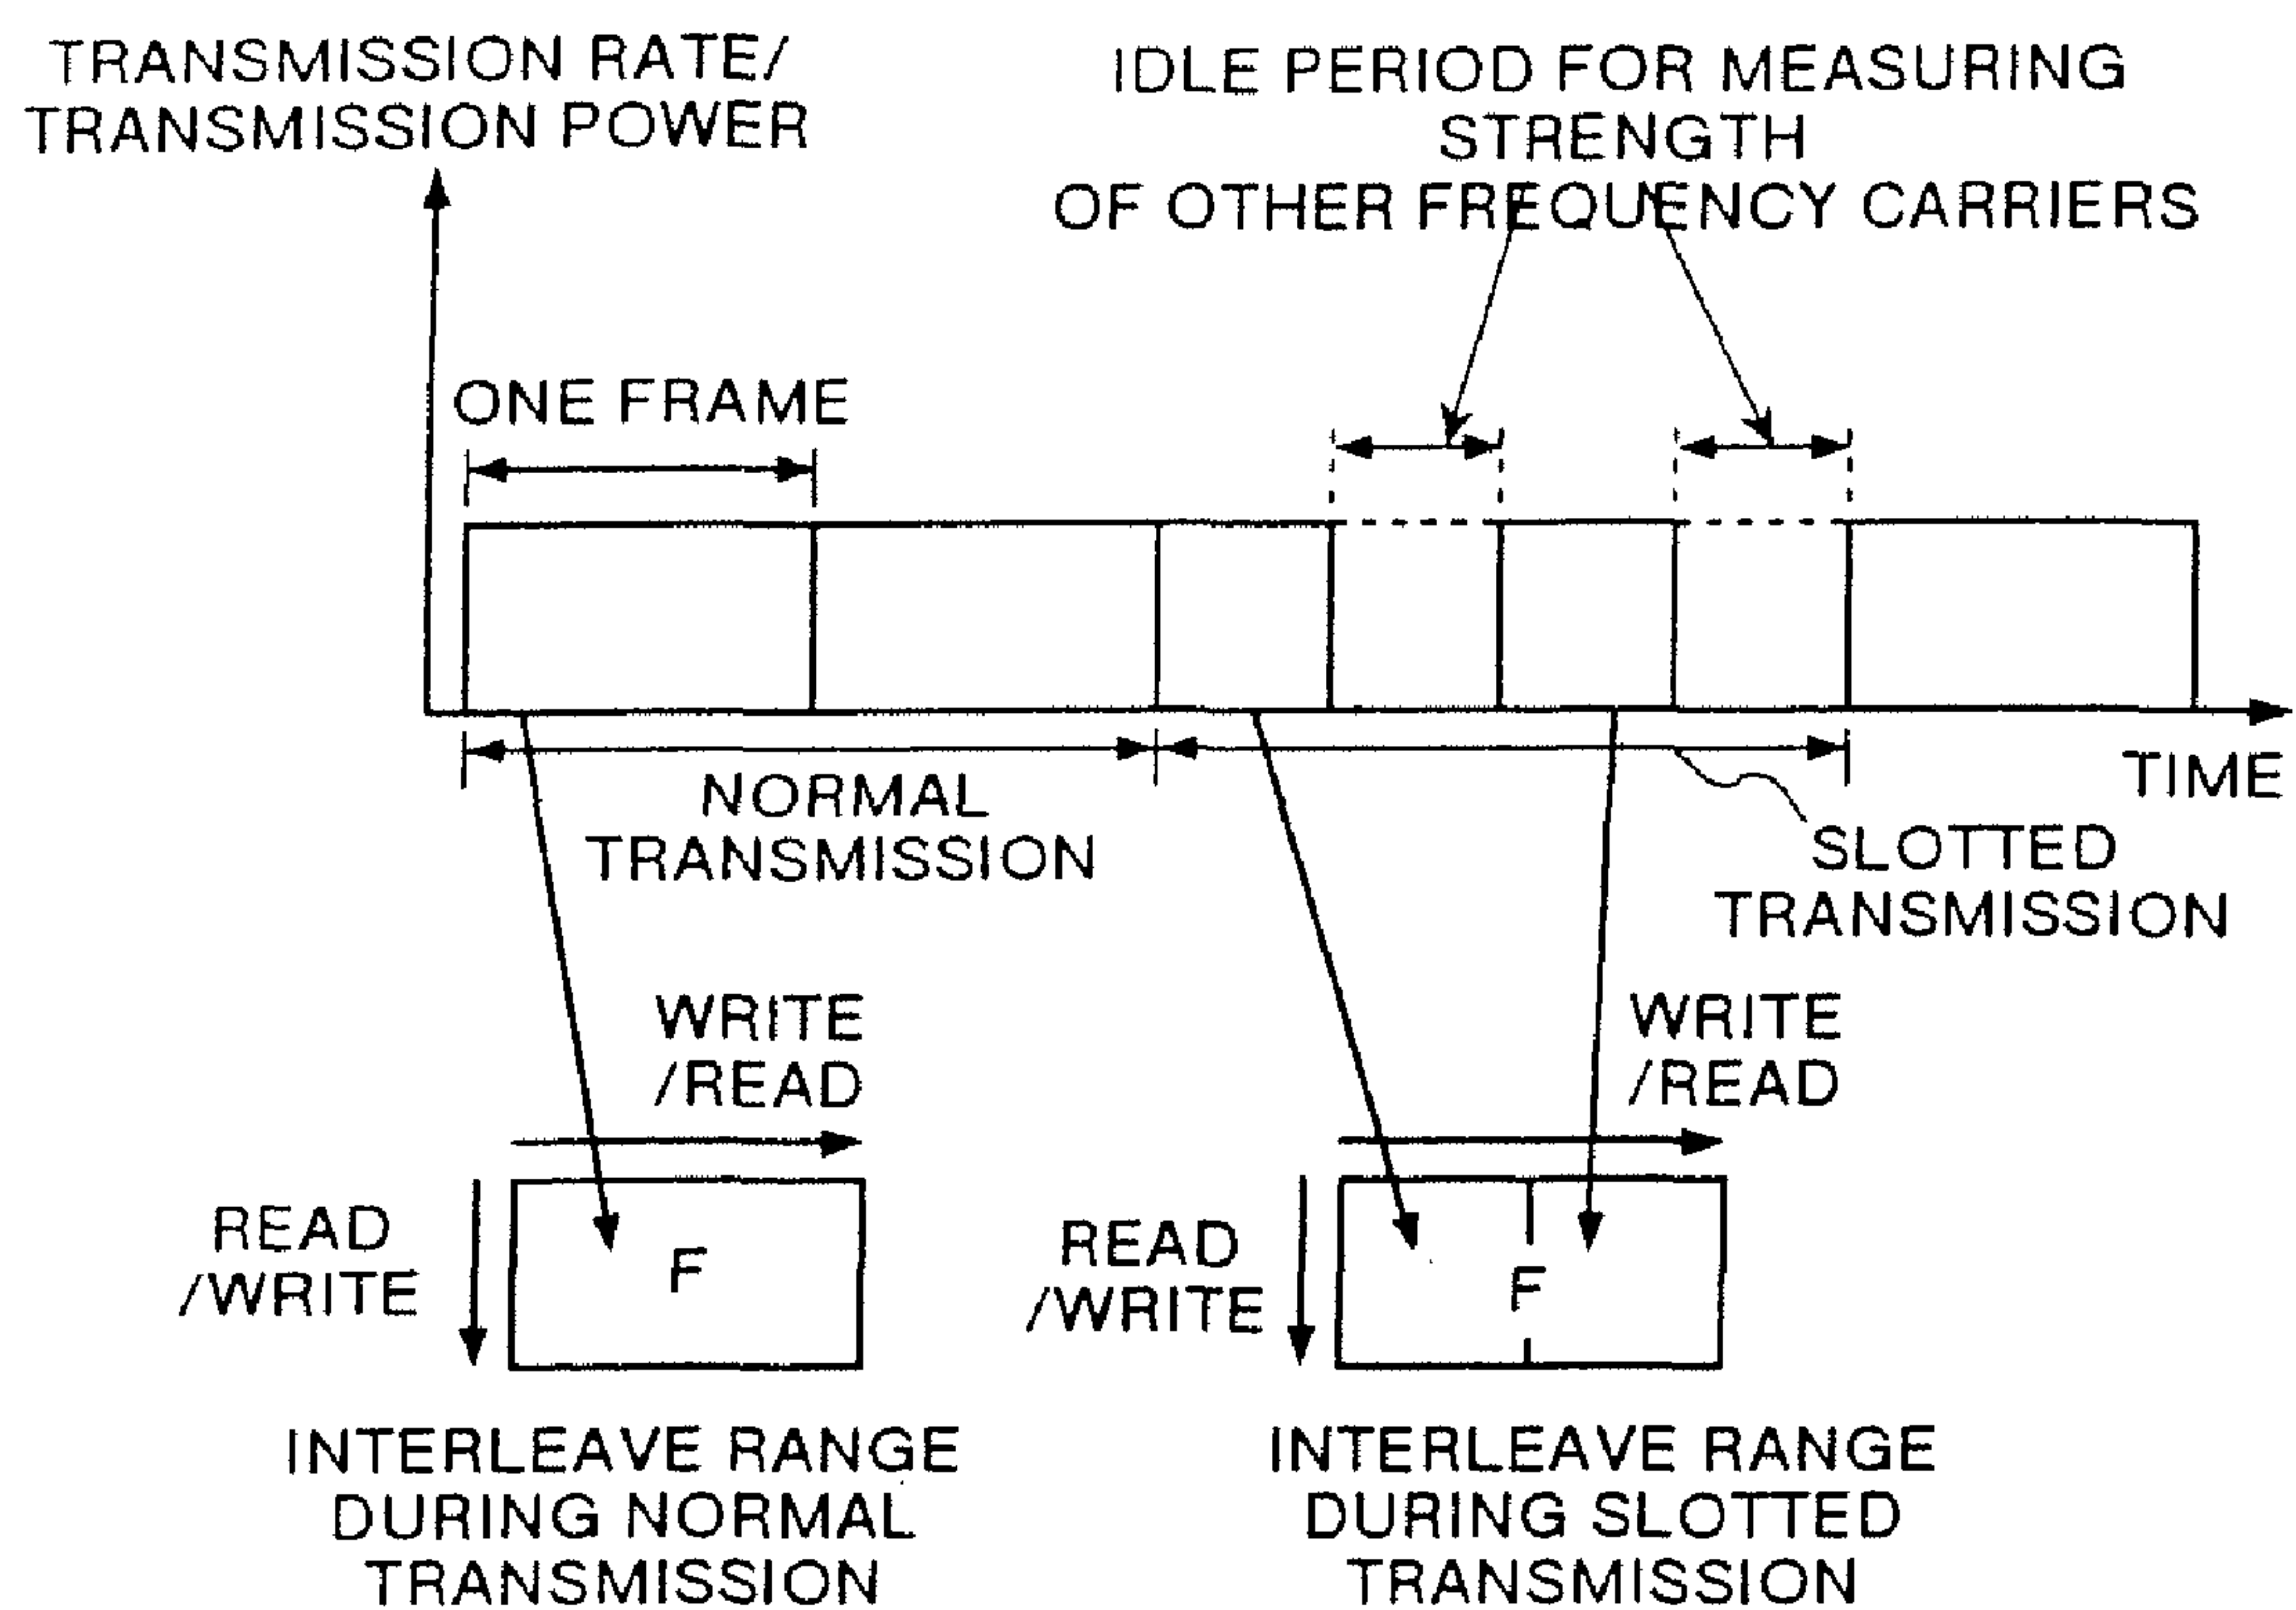 TRANSMISSION RATE/
TRANSMISSION POWER
IDLE PERIOD FOR MEASURING
STRENGTH
OF OTHER FREQUENCY CARRIERS
ONE FRAME
TIME
NORMAL
TRANSMISSION
SLOTTED
TRANSMISSION
WRITE
/READ
READ
/WRITE
F
INTERLEAVE RANGE
DURING NORMAL
TRANSMISSION
WRITE
/READ
READ
/WRITE
F
INTERLEAVE RANGE
DURING SLOTTED
TRANSMISSION